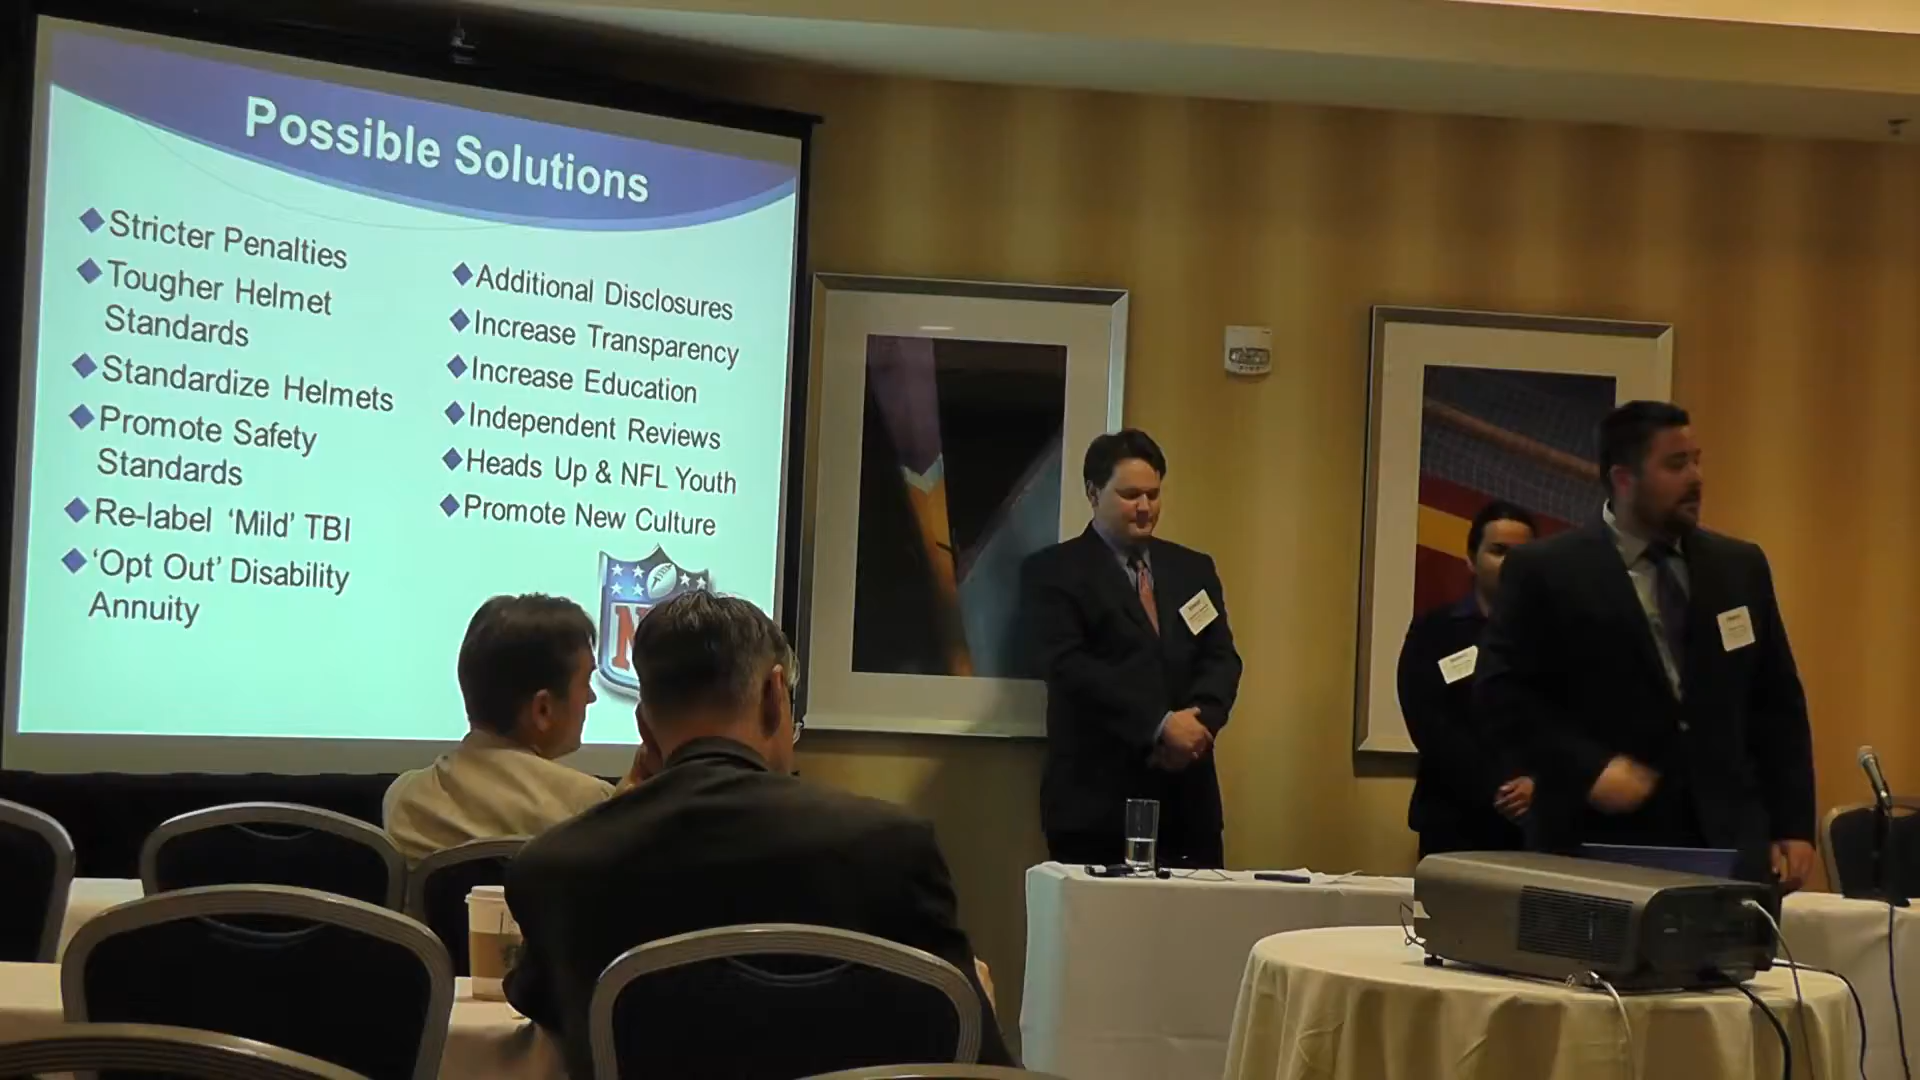 Possible Solutions
Stricter Penalties
Tougher Helmet
Standards
Standardize Helmets
Promote Safety
Standards
Re-label ‘Mild’ TBI
‘Opt Out’ Disability
Annuity
Additional Disclosures
Increase Transparency
Increase Education
Independent Reviews
Heads Up & NFL Youth
Promote New Culture